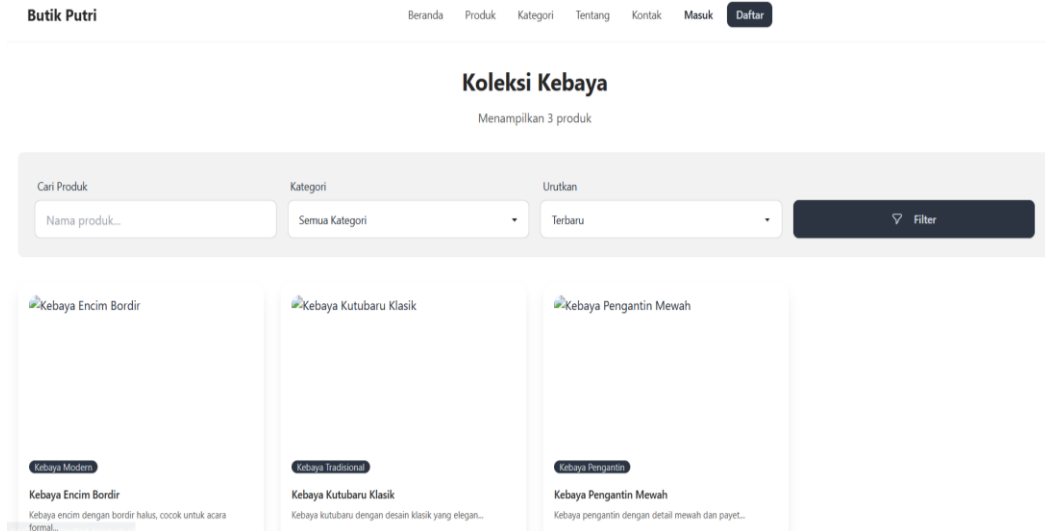 Butik Putri
Beranda Produk Kategori Tentang Kontak Masuk Daftar
Koleksi Kebaya
Menampilkan 3 produk
Cari Produk Kategori Urutkan
Nama produk... Semua Kategori Terbaru Filter
Kebaya Encim Bordir Kebaya Kutubaru Klasik Kebaya Pengantin Mewah
Kebaya Modern Kebaya Tradisional Kebaya Pengantin
Kebaya Encim Bordir Kebaya Kutubaru Klasik Kebaya Pengantin Mewah
Kebaya encim dengan bordir halus, cocok untuk acara Kebaya kutubaru dengan desain klasik yang elegan... Kebaya pengantin dengan detail mewah dan payet...
formal...